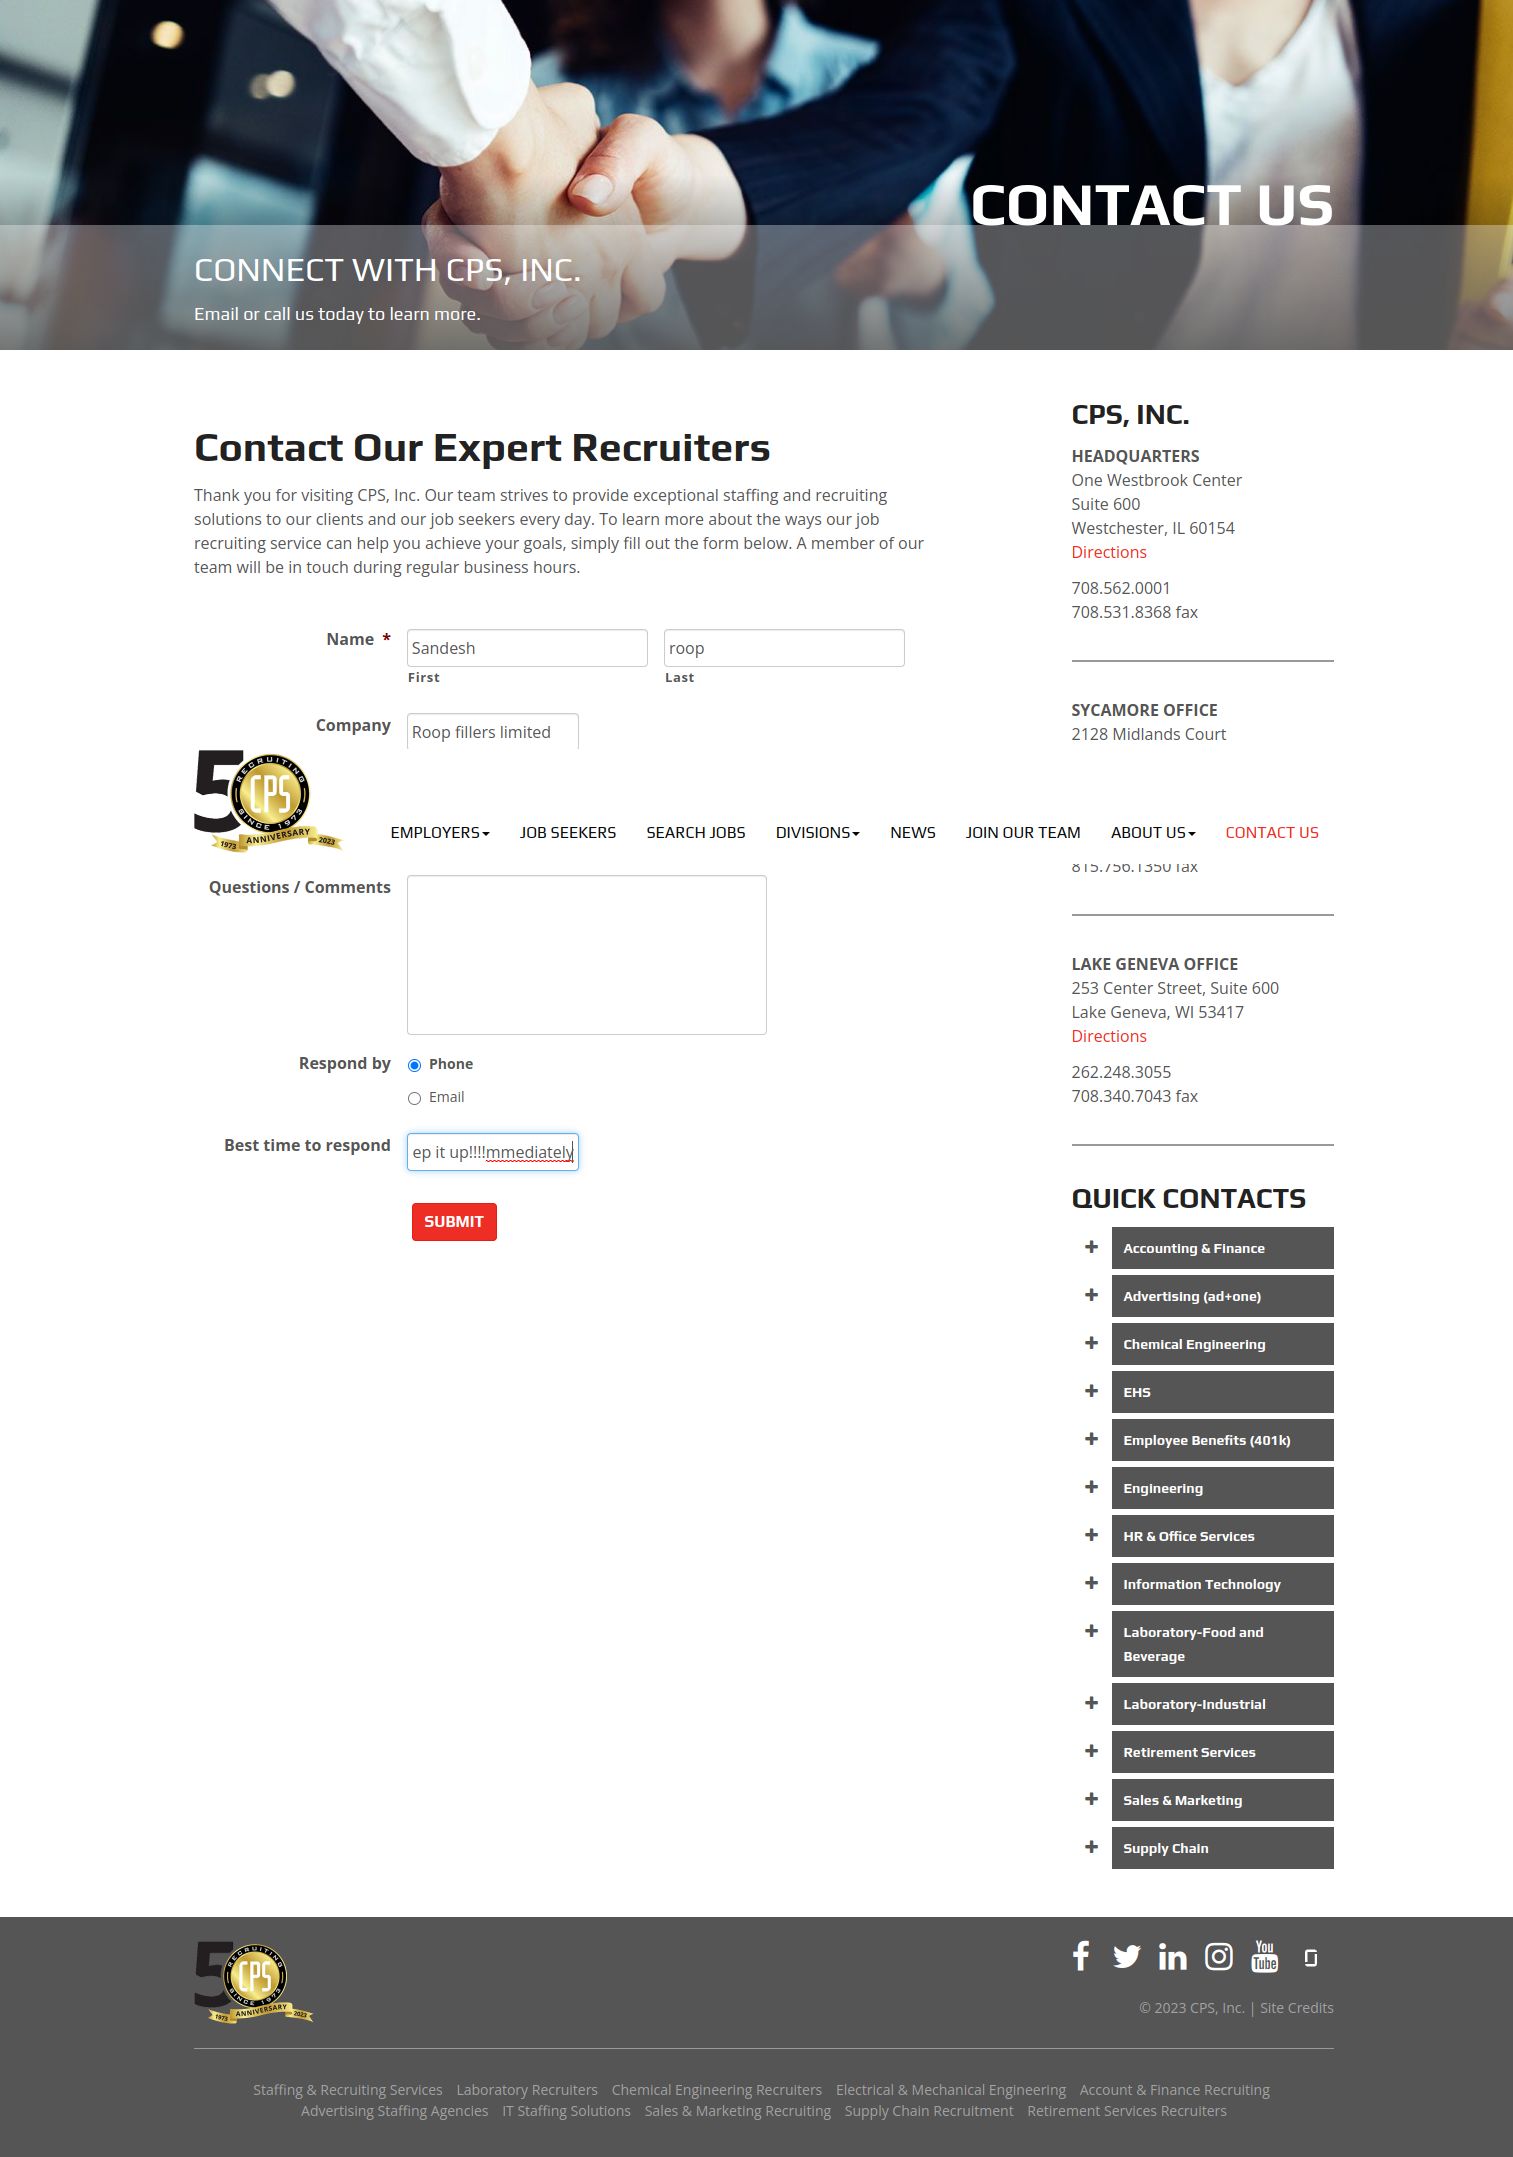 CONTACT US
CONNECT WITH CPS, INC.
Email or call us today to learn more.
Contact Our Expert Recruiters
Thank you for visiting CPS, Inc. Our team strives to provide exceptional staffing and recruiting
solutions to our clients and our job seekers every day. To learn more about the ways our job
recruiting service can help you achieve your goals, simply fill out the form below. A member of our
team will be in touch during regular business hours.
Name *
Sandesh
roop
First
Last
Company
Roop fillers limited
50 RECRUITING CPS SINCE 1973
1973 ANNIVERSARY 2023
EMPLOYERS
JOB SEEKERS
SEARCH JOBS
DIVISIONS
NEWS
JOIN OUR TEAM
ABOUT US
CONTACT US
Questions / Comments
Respond by
Phone
Email
Best time to respond
ep it up!!!!mmediately
SUBMIT
CPS, INC.
HEADQUARTERS
One Westbrook Center
Suite 600
Westchester, IL 60154
Directions
708.562.0001
708.531.8368 fax
SYCAMORE OFFICE
2128 Midlands Court
815.756.1350 fax
LAKE GENEVA OFFICE
253 Center Street, Suite 600
Lake Geneva, WI 53417
Directions
262.248.3055
708.340.7043 fax
QUICK CONTACTS
Accounting & Finance
Advertising (ad+one)
Chemical Engineering
EHS
Employee Benefits (401k)
Engineering
HR & Office Services
Information Technology
Laboratory-Food and
Beverage
Laboratory-Industrial
Retirement Services
Sales & Marketing
Supply Chain
50 RECRUITING CPS SINCE 1973
1973 ANNIVERSARY 2023
You
Tube
© 2023 CPS, Inc. | Site Credits
Staffing & Recruiting Services Laboratory Recruiters Chemical Engineering Recruiters Electrical & Mechanical Engineering Account & Finance Recruiting
Advertising Staffing Agencies IT Staffing Solutions Sales & Marketing Recruiting Supply Chain Recruitment Retirement Services Recruiters